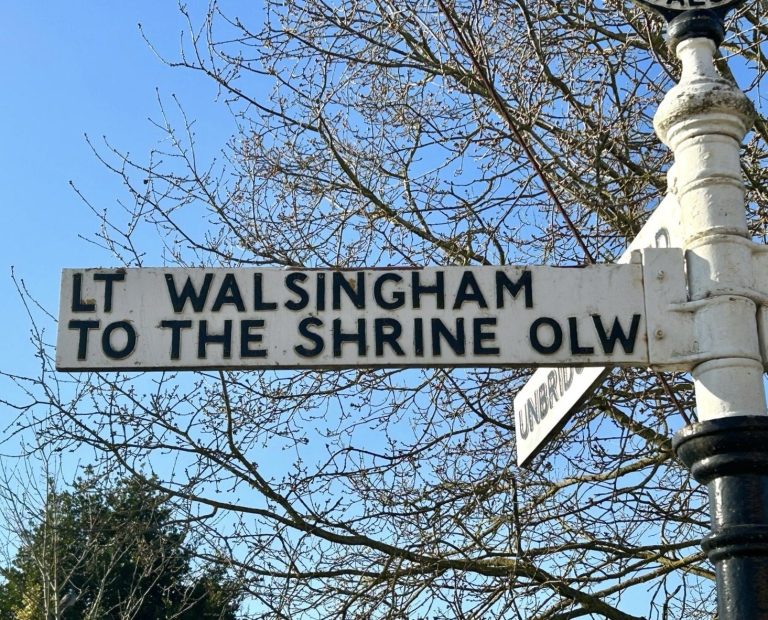 LT WALSINGHAM
TO THE SHRINE OLW